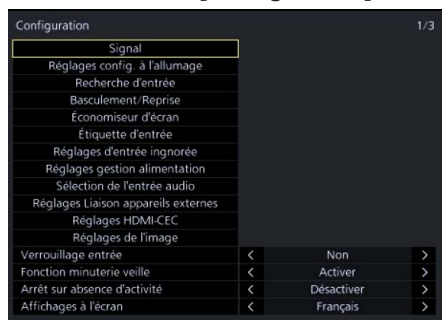 Configuration 1/3
Signal
Réglages config. à l'allumage
Recherche d'entrée
Basculement/Reprise
Économiseur d'écran
Étiquette d'entrée
Réglages d'entrée ingnorée
Réglages gestion alimentation
Sélection de l'entrée audio
Réglages Liaison appareils externes
Réglages HDMI-CEC
Réglages de l'image
Verrouillage entrée < Non >
Fonction minuterie veille < Activer >
Arrêt sur absence d'activité < Désactiver >
Affichages à l'écran < Français >